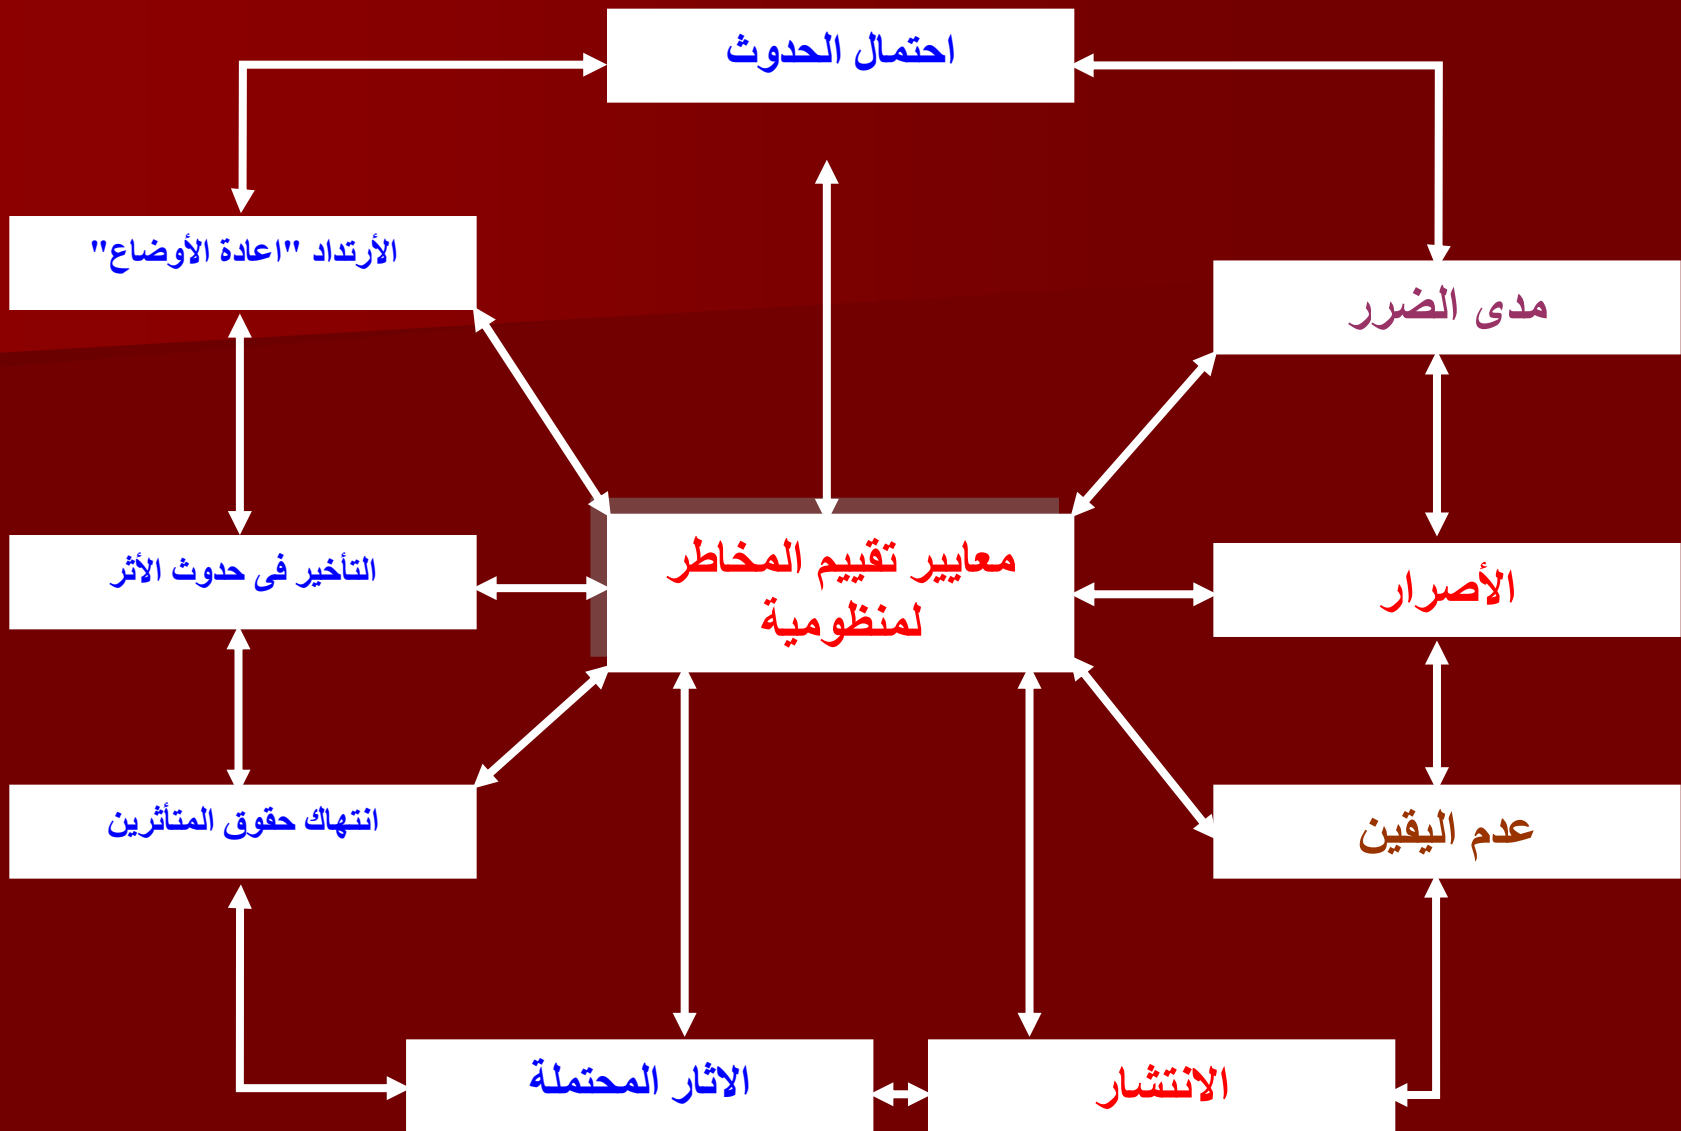 احتمال الحدوث
الأرتداد "اعادة الأوضاع"
مدى الضرر
معايير تقييم المخاطر
لمنظومية
التأخير فى حدوث الأثر
الأصرار
انتهاك حقوق المتأثرين
عدم اليقين
الاثار المحتملة
الانتشار